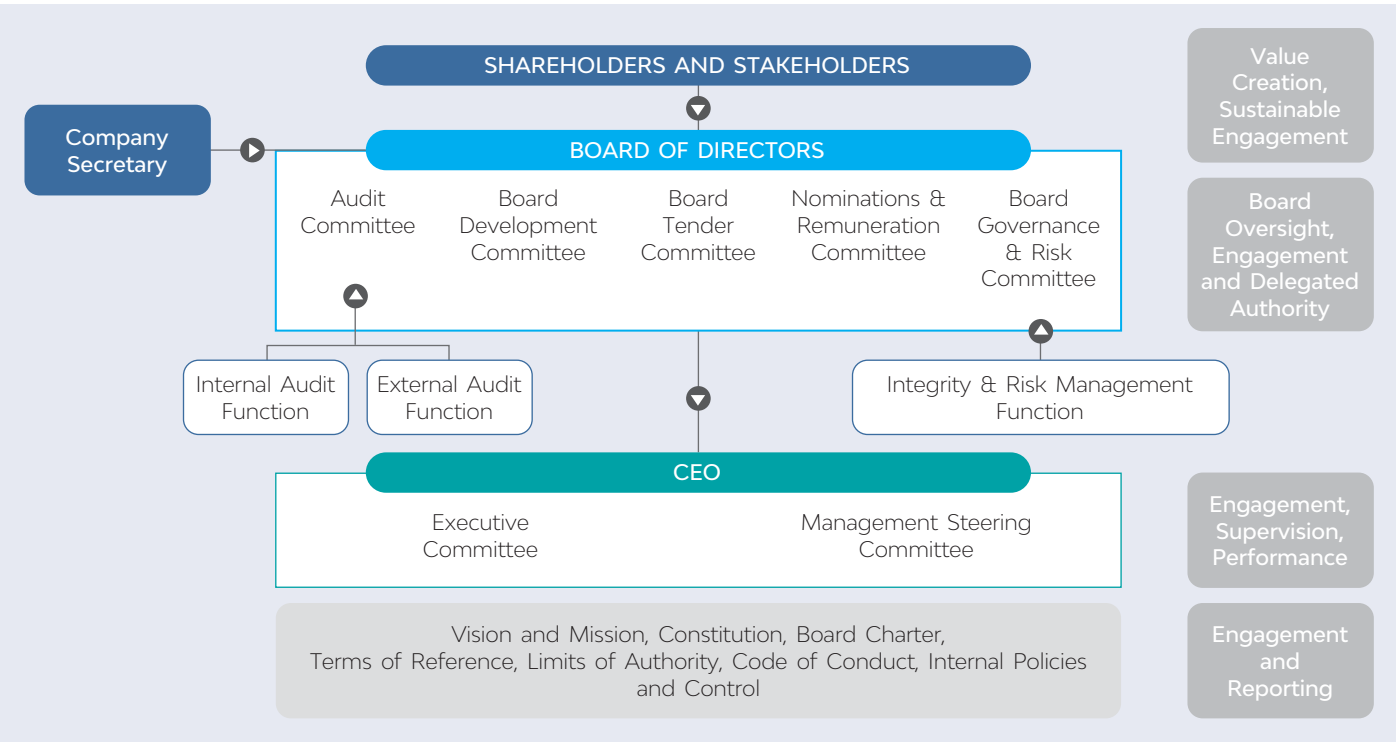 SHAREHOLDERS AND STAKEHOLDERS
Value
Creation,
Sustainable
Engagement
Company
Secretary
BOARD OF DIRECTORS
Audit
Committee
Board
Development
Committee
Board
Tender
Committee
Nominations &
Remuneration
Committee
Board
Governance
& Risk
Committee
Board
Oversight,
Engagement
and Delegated
Authority
Internal Audit
Function
External Audit
Function
Integrity & Risk Management
Function
CEO
Executive
Committee
Management Steering
Committee
Engagement,
Supervision,
Performance
Vision and Mission, Constitution, Board Charter,
Terms of Reference, Limits of Authority, Code of Conduct, Internal Policies
and Control
Engagement
and
Reporting